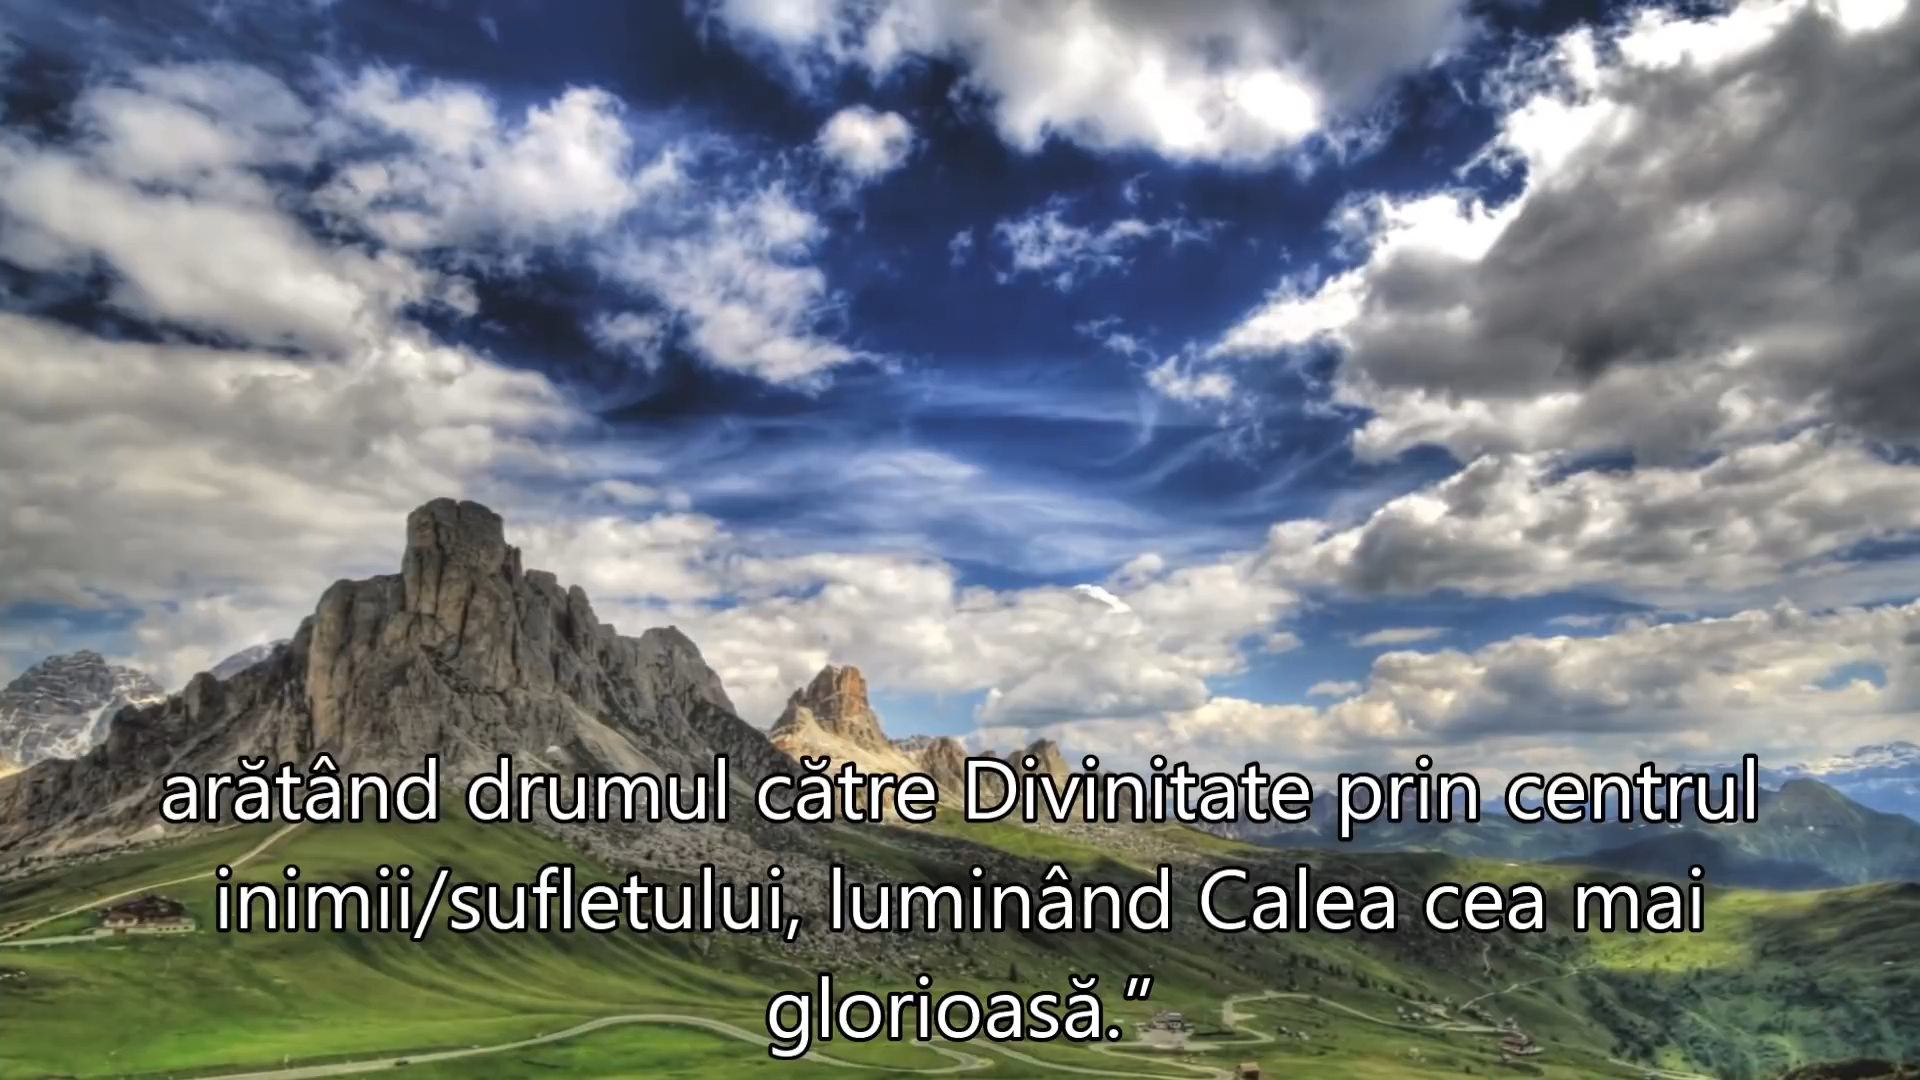 arătând drumul către Divinitate prin centrul
inimii/sufletului, luminând Calea cea mai
glorioasă.”